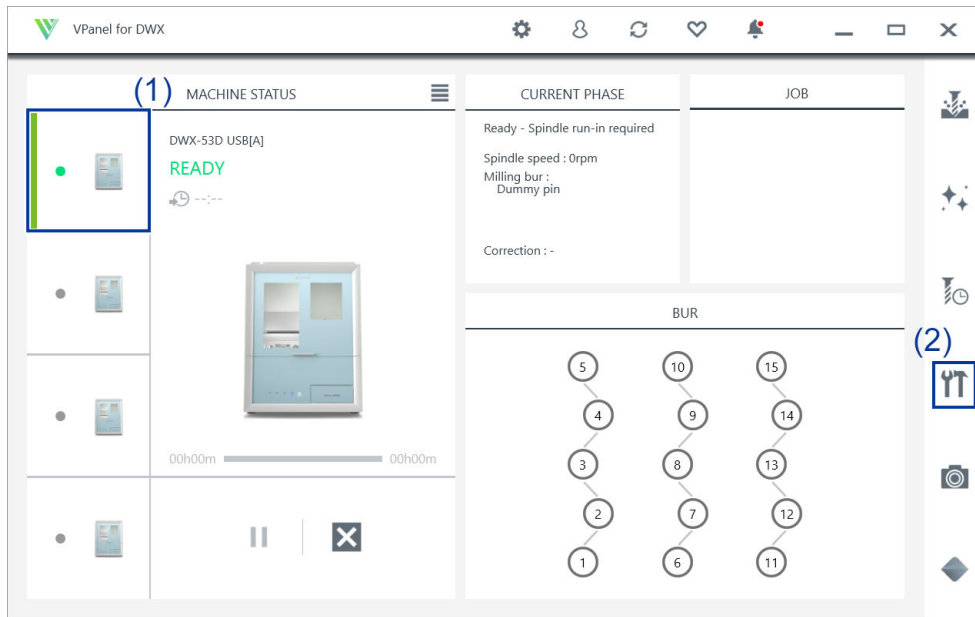 VPanel for DWX
(1)
MACHINE STATUS
DWX-53D USB[A]
READY
--:--
00h00m
00h00m
CURRENT PHASE
Ready - Spindle run-in required
Spindle speed : 0rpm
Milling bur :
Dummy pin
Correction : -
JOB
BUR
5 10 15
4 9 14
3 8 13
2 7 12
1 6 11
(2)